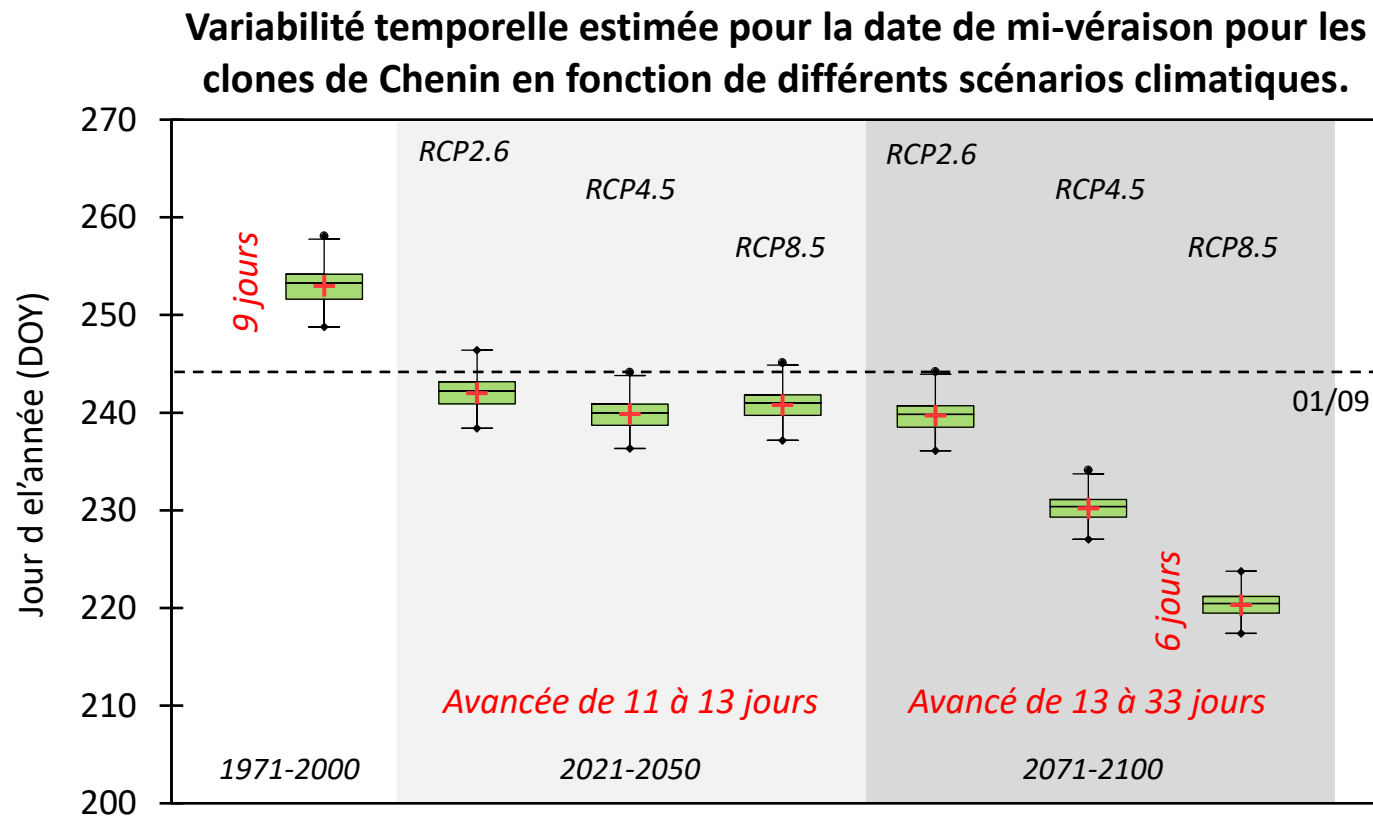 Variabilité temporelle estimée pour la date de mi-véraison pour les
clones de Chenin en fonction de différents scénarios climatiques.
Jour d el’année (DOY)
270
260
250
240
230
220
210
200
RCP2.6
RCP4.5
RCP8.5
RCP2.6
RCP4.5
RCP8.5
9 jours
01/09
6 jours
Avancée de 11 à 13 jours
Avancé de 13 à 33 jours
1971-2000
2021-2050
2071-2100